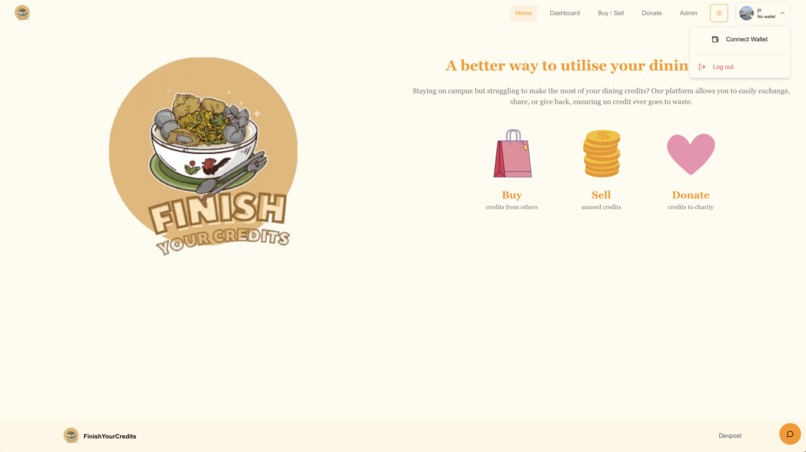 Home Dashboard Buy / Sell Donate Admin
jo
No wallet
Connect Wallet
Log out
A better way to utilise your dinin
Staying on campus but struggling to make the most of your dining credits? Our platform allows you to easily exchange,
share, or give back, ensuring no credit ever goes to waste.
FINISH
YOUR CREDITS
Buy Sell Donate
credits from others unused credits credits to charity
FinishYourCredits Devpost